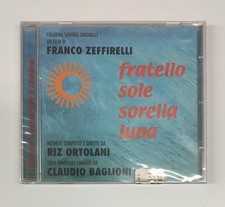 COLONNA SONORA ORIGINALE
UN FILM DI
FRANCO ZEFFIRELLI
fratello
sole
sorella
luna
MUSICHE COMPOSTE E DIRETTE DA
RIZ ORTOLANI
CLAUDIO BAGLIONI